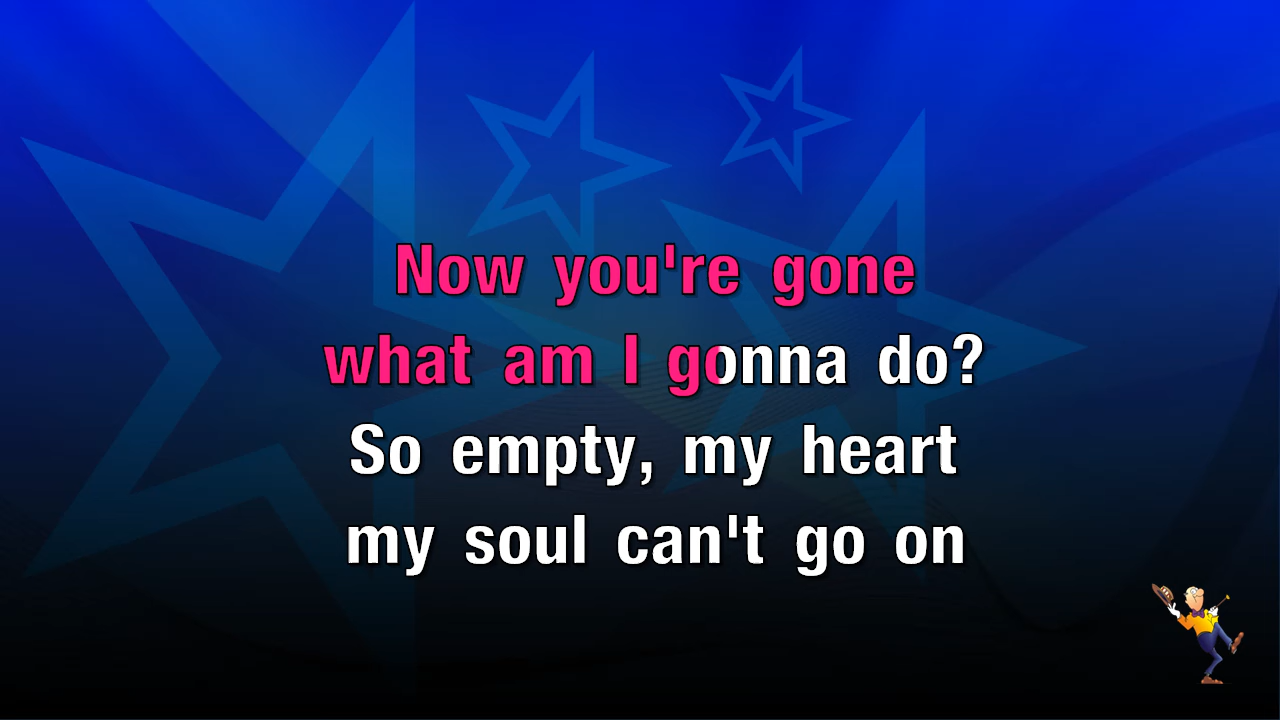 Now you're gone
what am I gonna do?
So empty, my heart
my soul can't go on